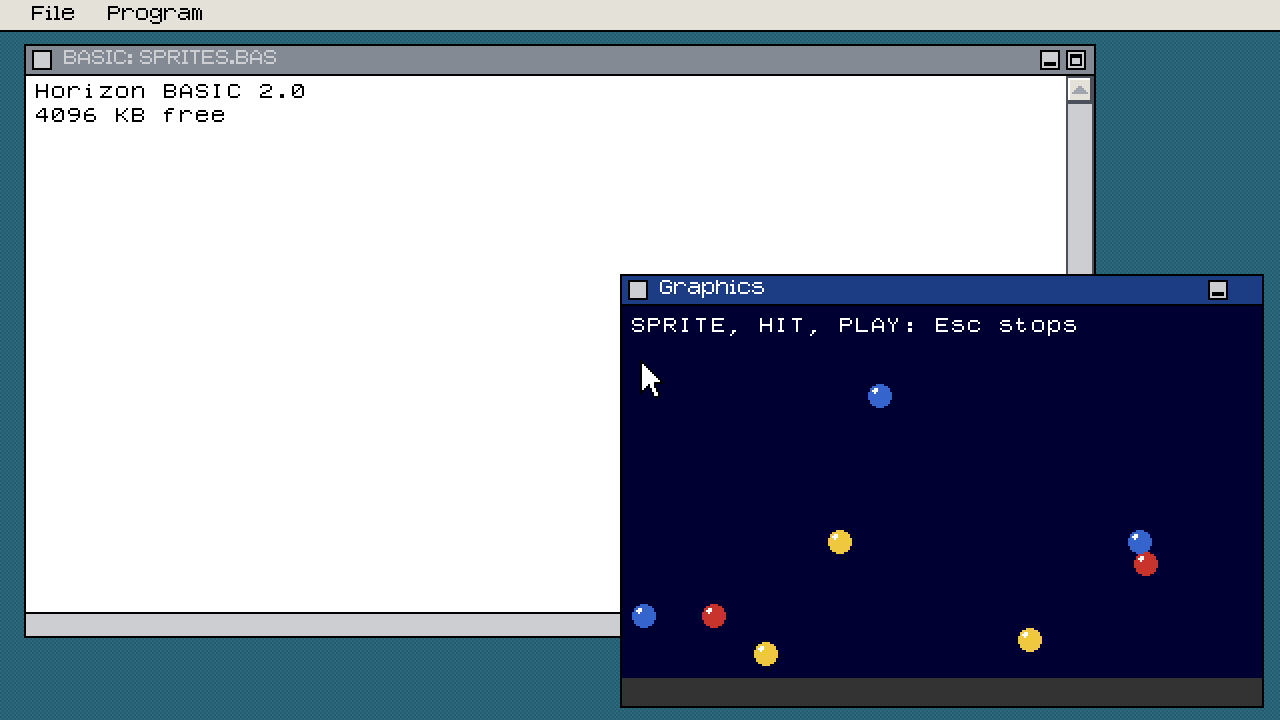 File Program
BASIC: SPRITES.BAS
Horizon BASIC 2.0
4096 KB free
Graphics
SPRITE, HIT, PLAY: Esc stops